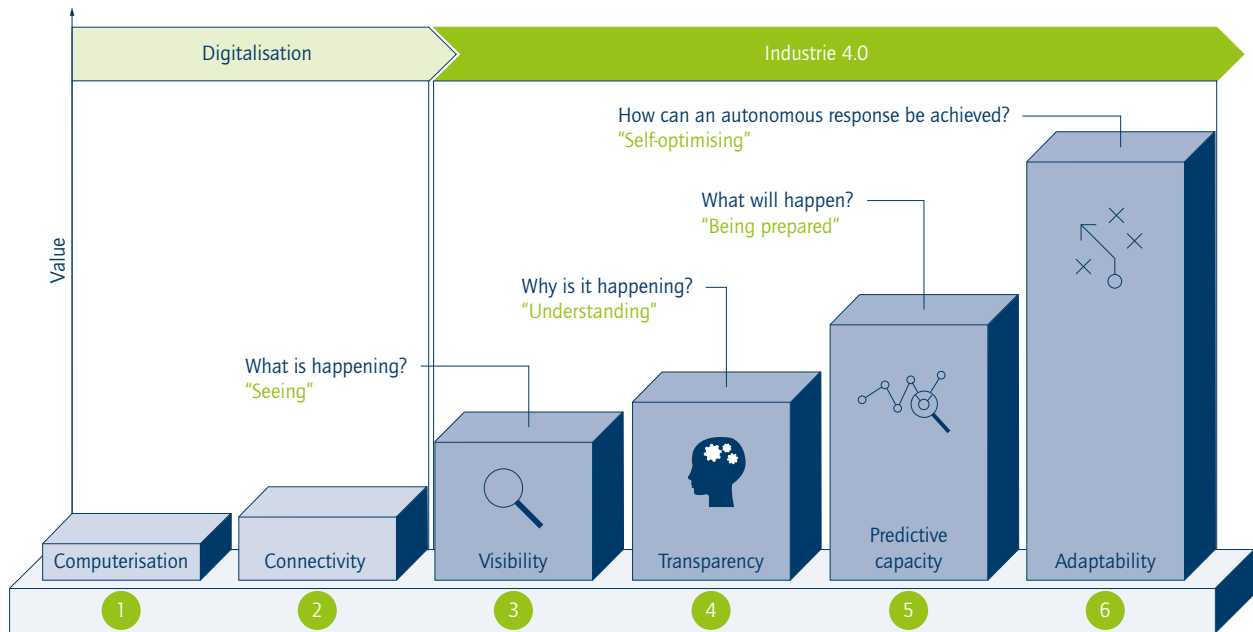 Digitalisation
Industrie 4.0
How can an autonomous response be achieved?
“Self-optimising”
What will happen?
“Being prepared”
Value
Why is it happening?
“Understanding”
What is happening?
“Seeing”
Computerisation
Connectivity
Visibility
Transparency
Predictive
capacity
Adaptability
1
2
3
4
5
6